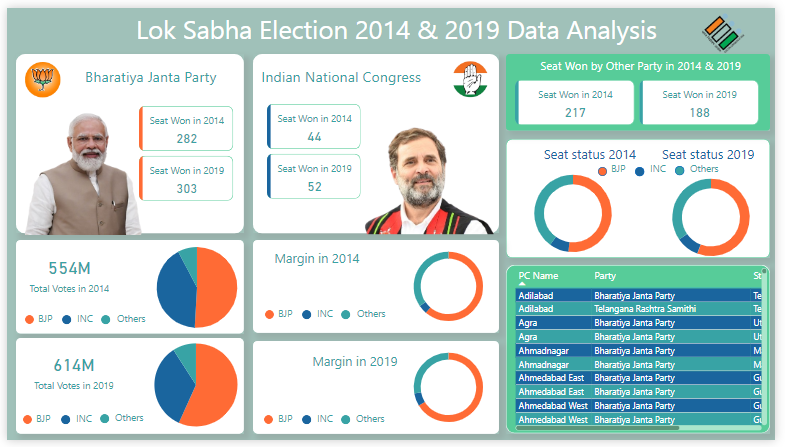 Lok Sabha Election 2014 & 2019 Data Analysis
Bharatiya Janta Party
Seat Won in 2014
282
Seat Won in 2019
303
Indian National Congress
Seat Won in 2014
44
Seat Won in 2019
52
Seat Won by Other Party in 2014 & 2019
Seat Won in 2014
217
Seat Won in 2019
188
Seat status 2014
Seat status 2019
BJP INC Others
554M
Total Votes in 2014
BJP INC Others
Margin in 2014
BJP INC Others
614M
Total Votes in 2019
BJP INC Others
Margin in 2019
BJP INC Others
PC Name Party St
Adilabad Bharatiya Janta Party Te
Adilabad Telangana Rashtra Samithi Te
Agra Bharatiya Janta Party Ut
Agra Bharatiya Janta Party Ut
Ahmadnagar Bharatiya Janta Party M
Ahmadnagar Bharatiya Janta Party M
Ahmedabad East Bharatiya Janta Party Gu
Ahmedabad East Bharatiya Janta Party Gu
Ahmedabad West Bharatiya Janta Party Gu
Ahmedabad West Bharatiya Janta Party Gu